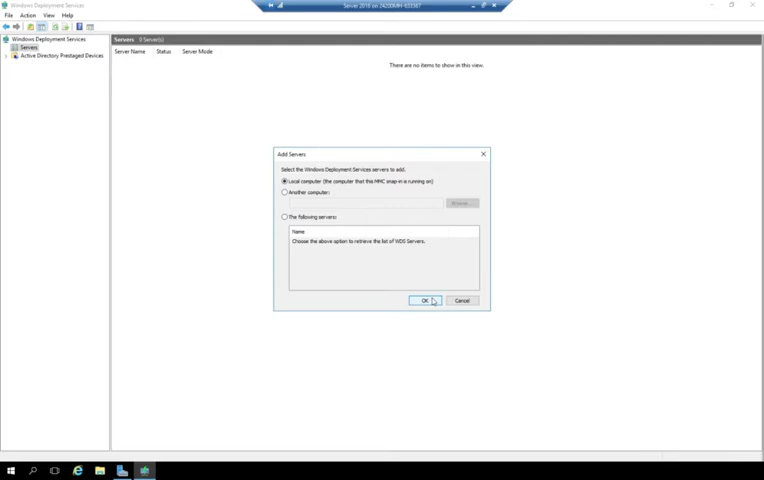 Windows Deployment Services
Server 2016 on 2420DMH-633567
File Action View Help
Windows Deployment Services
Servers
Active Directory Prestaged Devices
Servers 0 Server(s)
Server Name Status Server Mode
There are no items to show in this view.
Add Servers
Select the Windows Deployment Services servers to add.
Local computer (the computer that this MMC snap-in is running on)
Another computer:
Browse...
The following servers:
Name
Choose the above option to retrieve the list of WDS Servers.
OK Cancel